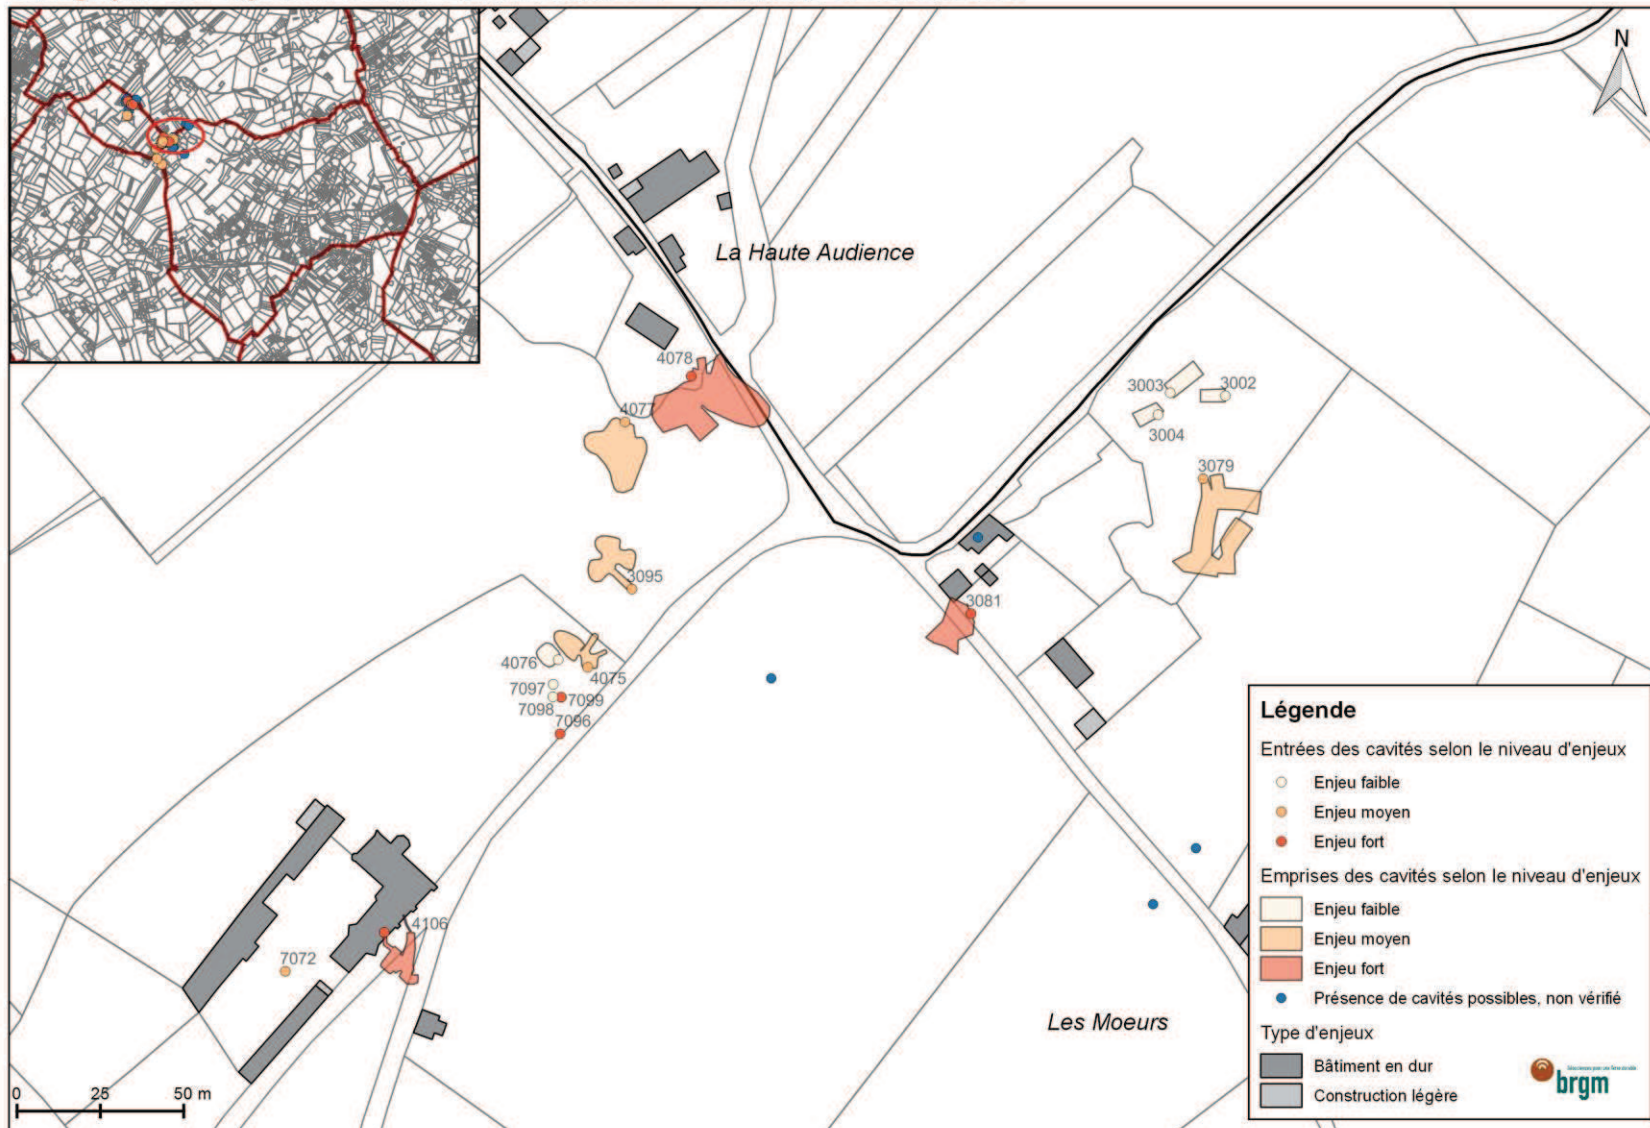 N
La Haute Audience
4078
4077
3003
3002
3004
3079
3095
3081
4076
4075
7097
7098
7099
7096
4106
7072
Les Moeurs
0 25 50 m
Légende
Entrées des cavités selon le niveau d'enjeux
Enjeu faible
Enjeu moyen
Enjeu fort
Emprises des cavités selon le niveau d'enjeux
Enjeu faible
Enjeu moyen
Enjeu fort
Présence de cavités possibles, non vérifié
Type d'enjeux
Bâtiment en dur
Construction légère
brgm